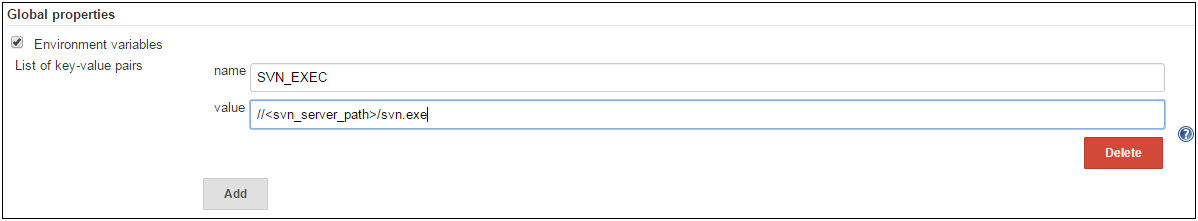 Global properties
Environment variables
List of key-value pairs
name
SVN_EXEC
value
//<svn_server_path>/svn.exe
?
Delete
Add